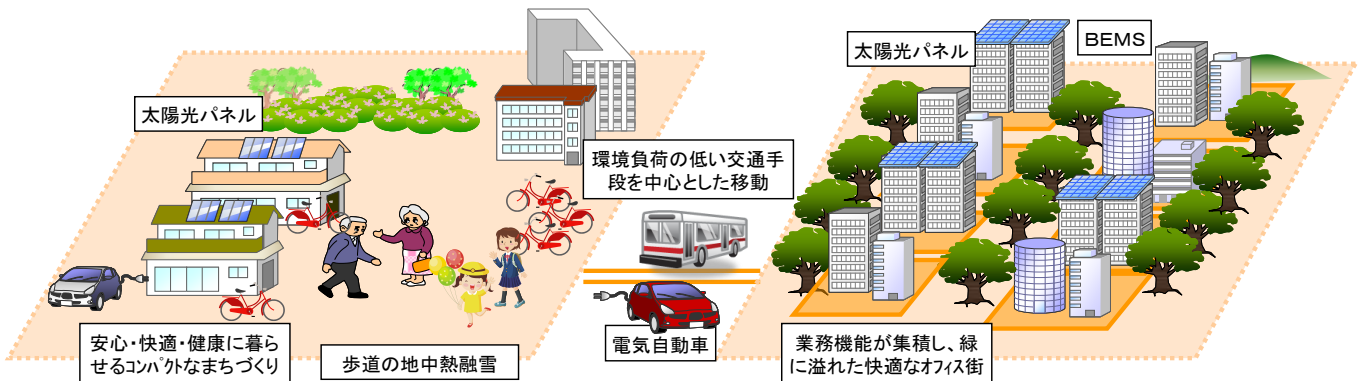 太陽光パネル
BEMS
太陽光パネル
環境負荷の低い交通手
段を中心とした移動
安心・快適・健康に暮ら
せるｺﾝﾊﾟｸﾄなまちづくり
歩道の地中熱融雪
電気自動車
業務機能が集積し、緑
に溢れた快適なｵﾌｨｽ街